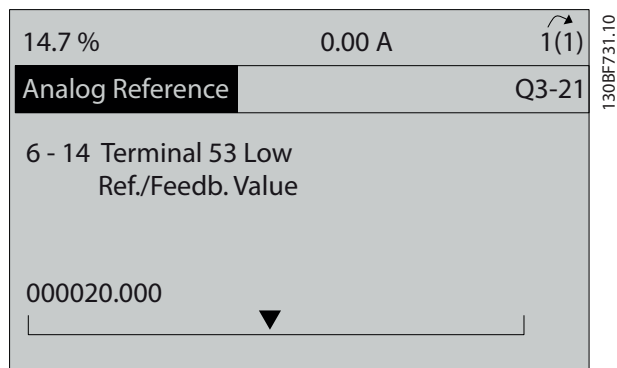 14.7 % 0.00 A 1(1)
Analog Reference Q3-21
6 - 14 Terminal 53 Low
Ref./Feedb. Value
000020.000
130BF731.10